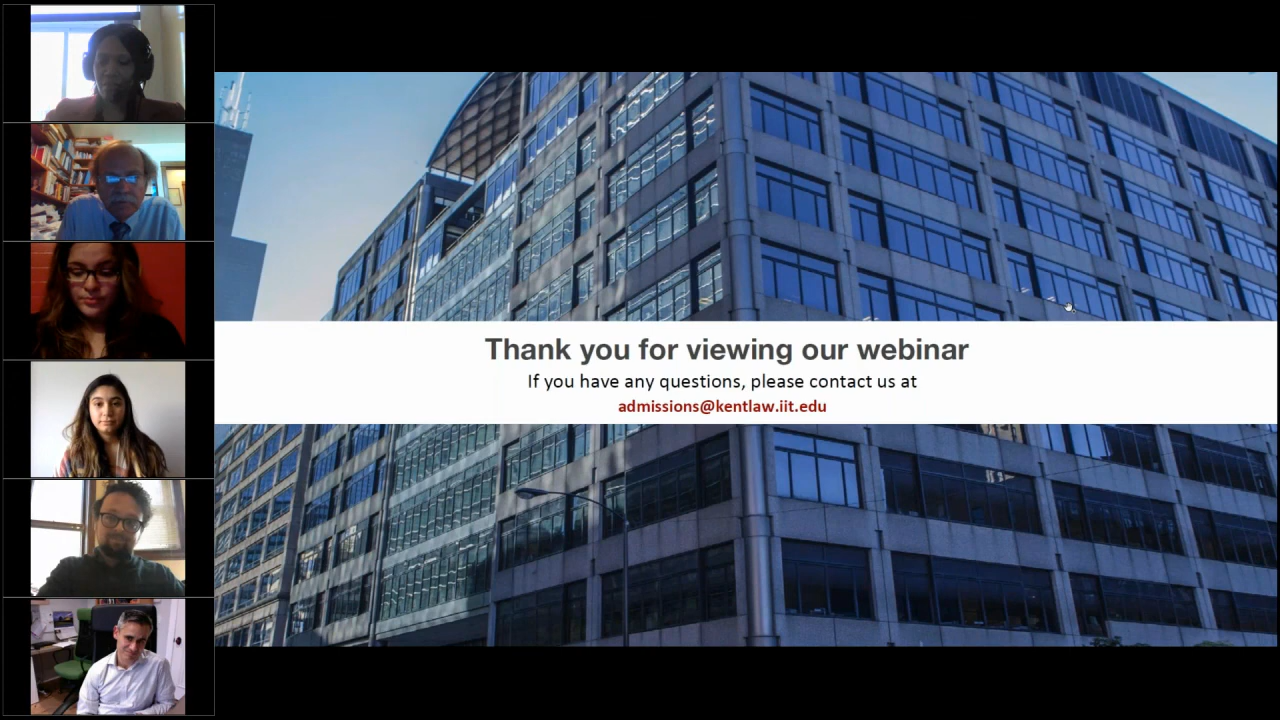 Thank you for viewing our webinar
If you have any questions, please contact us at
admissions@kentlaw.iit.edu